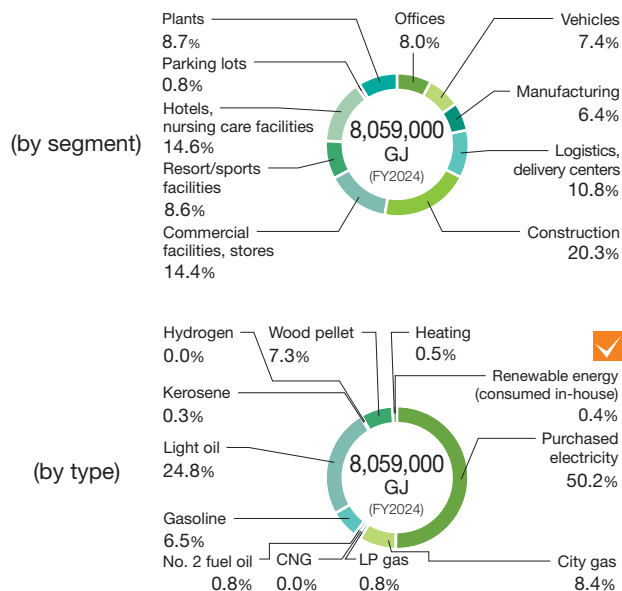 (by segment)
Plants
8.7%
Parking lots
0.8%
Hotels,
nursing care facilities
14.6%
Resort/sports
facilities
8.6%
Commercial
facilities, stores
14.4%
Offices
8.0%
Vehicles
7.4%
Manufacturing
6.4%
Logistics,
delivery centers
10.8%
Construction
20.3%
8,059,000
GJ
(FY2024)
(by type)
Hydrogen
0.0%
Wood pellet
7.3%
Heating
0.5%
Renewable energy
(consumed in-house)
0.4%
Kerosene
0.3%
Light oil
24.8%
Purchased
electricity
50.2%
8,059,000
GJ
(FY2024)
Gasoline
6.5%
No. 2 fuel oil
0.8%
CNG
0.0%
LP gas
0.8%
City gas
8.4%